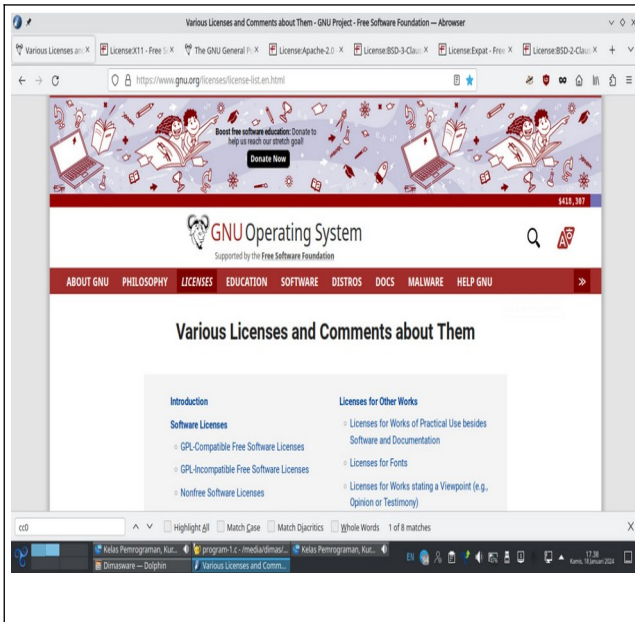 Various Licenses and Comments about Them - GNU Project - Free Software Foundation — Abrowser
Various Licenses anc X License:X11 - Free S X The GNU General P X License:Apache-2.0 X License:BSD-3-Clau X License:Expat - Free X License:BSD-2-Clau X
https://www.gnu.org/licenses/license-list.en.html
Boost free software education: Donate to
help us reach our stretch goal!
Donate Now
$418,307
GNU Operating System
Supported by the Free Software Foundation
ABOUT GNU PHILOSOPHY LICENSES EDUCATION SOFTWARE DISTROS DOCS MALWARE HELP GNU »
Various Licenses and Comments about Them
Introduction
Software Licenses
GPL-Compatible Free Software Licenses
GPL-Incompatible Free Software Licenses
Nonfree Software Licenses
Licenses for Other Works
Licenses for Works of Practical Use besides
Software and Documentation
Licenses for Fonts
Licenses for Works stating a Viewpoint (e.g.,
Opinion or Testimony)
cc0 Highlight All Match Case Match Diacritics Whole Words 1 of 8 matches X
Kelas Pemrograman, Kur... program-1.c - /media/dimas/... Kelas Pemrograman, Kur...
Dimasware — Dolphin Various Licenses and Comm...
EN
17.38
Kamis, 18 Januari 2024